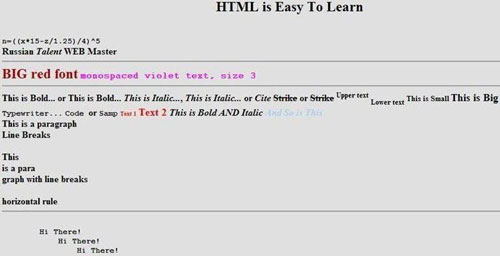 HTML is Easy To Learn
n=((x*15-z/1.25)/4)^5
Russian Talent WEB Master
BIG red font monospaced violet text, size 3
This is Bold... or This is Bold... This is Italic..., This is Italic... or Cite Strike or Strike Upper text Lower text This is Small This is Big
Typewriter... Code or Samp Text 1 Text 2 This is Bold AND Italic And So is This
This is a paragraph
Line Breaks
This
is a para
graph with line breaks
horizontal rule
Hi There!
Hi There!
Hi There!